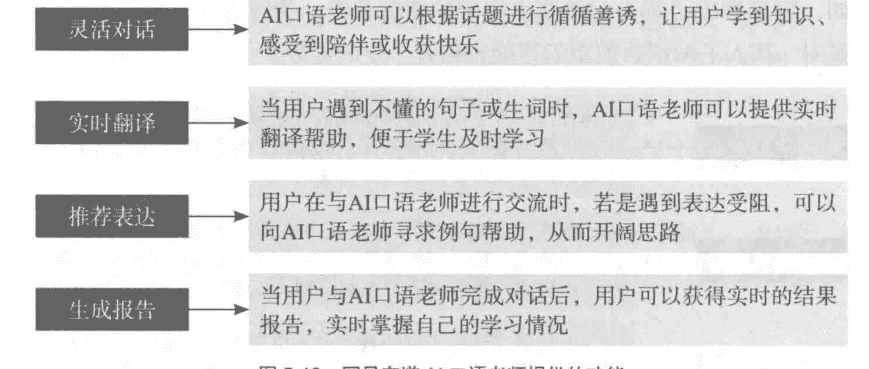 灵活对话
AI口语老师可以根据话题进行循循善诱，让用户学到知识、
感受到陪伴或收获快乐
实时翻译
当用户遇到不懂的句子或生词时，AI口语老师可以提供实时
翻译帮助，便于学生及时学习
推荐表达
用户在与AI口语老师进行交流时，若是遇到表达受阻，可以
向AI口语老师寻求例句帮助，从而开阔思路
生成报告
当用户与AI口语老师完成对话后，用户可以获得实时的结果
报告，实时掌握自己的学习情况